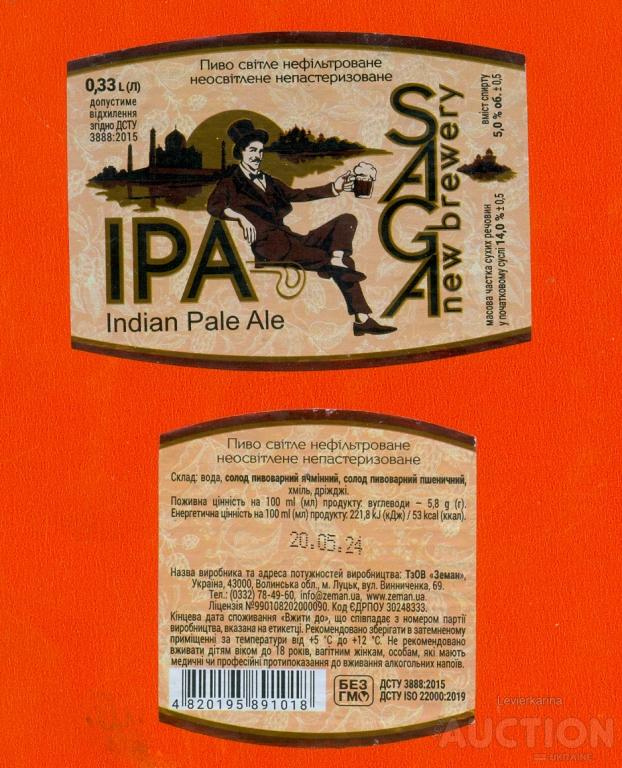 Пиво світле нефільтроване
неосвітлене непастеризоване
0,33 L (Л)
допустиме
відхилення
згідно ДСТУ
3888:2015
IPA
Indian Pale Ale
SAGA
new brewery
вміст спирту
5,0 % об. ± 0,5
масова частка сухих речовин
у початковому суслі 14,0 % ± 0,5
Пиво світле нефільтроване
неосвітлене непастеризоване
Склад: вода, солод пивоварний ячмінний, солод пивоварний пшеничний,
хміль, дріжджі.
Поживна цінність на 100 ml (мл) продукту: вуглеводи – 5,8 g (г).
Енергетична цінність на 100 ml (мл) продукту: 221,8 kJ (кДж) / 53 kcal (ккал).
20.05.24
Назва виробника та адреса потужностей виробництва: ТзОВ «Земан»,
Україна, 43000, Волинська обл., м. Луцьк, вул. Винниченка, 69.
Тел.: (0332) 78-49-60, info@zeman.ua, www.zeman.ua.
Ліцензія №990108202000090. Код ЄДРПОУ 30248333.
Кінцева дата споживання «Вжити до», що співпадає з номером партії
виробництва, вказана на етикетці. Рекомендовано зберігати в затемненому
приміщенні за температури від +5 °C до +12 °C. Не рекомендовано
вживати дітям віком до 18 років, вагітним жінкам, особам, які мають
медичні чи професійні протипоказання до вживання алкогольних напоїв.
4 820195 891018
БЕЗ
ГМО
ДСТУ 3888:2015
ДСТУ ISO 22000:2019
Levierkarina
AUCTION
UKRAINE